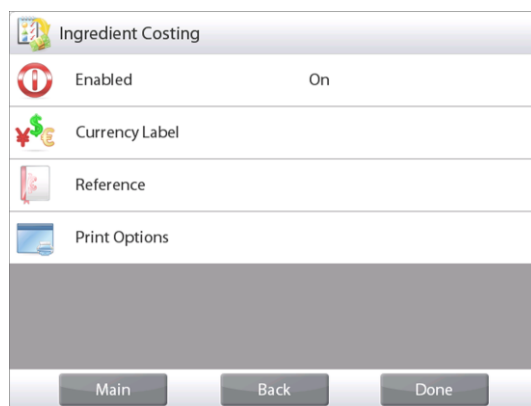 Ingredient Costing
Enabled On
Currency Label
Reference
Print Options
Main Back Done